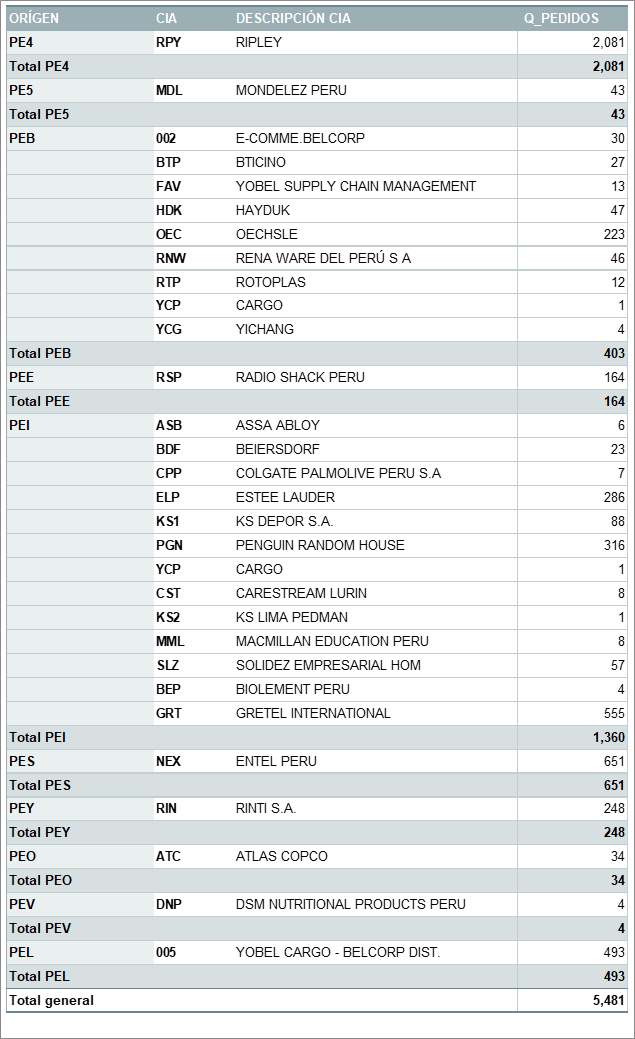 ORÍGEN CIA DESCRIPCIÓN CIA Q_PEDIDOS
PE4 RPY RIPLEY 2,081
Total PE4 2,081
PE5 MDL MONDELEZ PERU 43
Total PE5 43
PEB 002 E-COMME.BELCORP 30
BTP BTICINO 27
FAV YOBEL SUPPLY CHAIN MANAGEMENT 13
HDK HAYDUK 47
OEC OECHSLE 223
RNW RENA WARE DEL PERÚ S A 46
RTP ROTOPLAS 12
YCP CARGO 1
YCG YICHANG 4
Total PEB 403
PEE RSP RADIO SHACK PERU 164
Total PEE 164
PEI ASB ASSA ABLOY 6
BDF BEIERSDORF 23
CPP COLGATE PALMOLIVE PERU S.A 7
ELP ESTEE LAUDER 286
KS1 KS DEPOR S.A. 88
PGN PENGUIN RANDOM HOUSE 316
YCP CARGO 1
CST CARESTREAM LURIN 8
KS2 KS LIMA PEDMAN 1
MML MACMILLAN EDUCATION PERU 8
SLZ SOLIDEZ EMPRESARIAL HOM 57
BEP BIOLEMENT PERU 4
GRT GRETEL INTERNATIONAL 555
Total PEI 1,360
PES NEX ENTEL PERU 651
Total PES 651
PEY RIN RINTI S.A. 248
Total PEY 248
PEO ATC ATLAS COPCO 34
Total PEO 34
PEV DNP DSM NUTRITIONAL PRODUCTS PERU 4
Total PEV 4
PEL 005 YOBEL CARGO - BELCORP DIST. 493
Total PEL 493
Total general 5,481